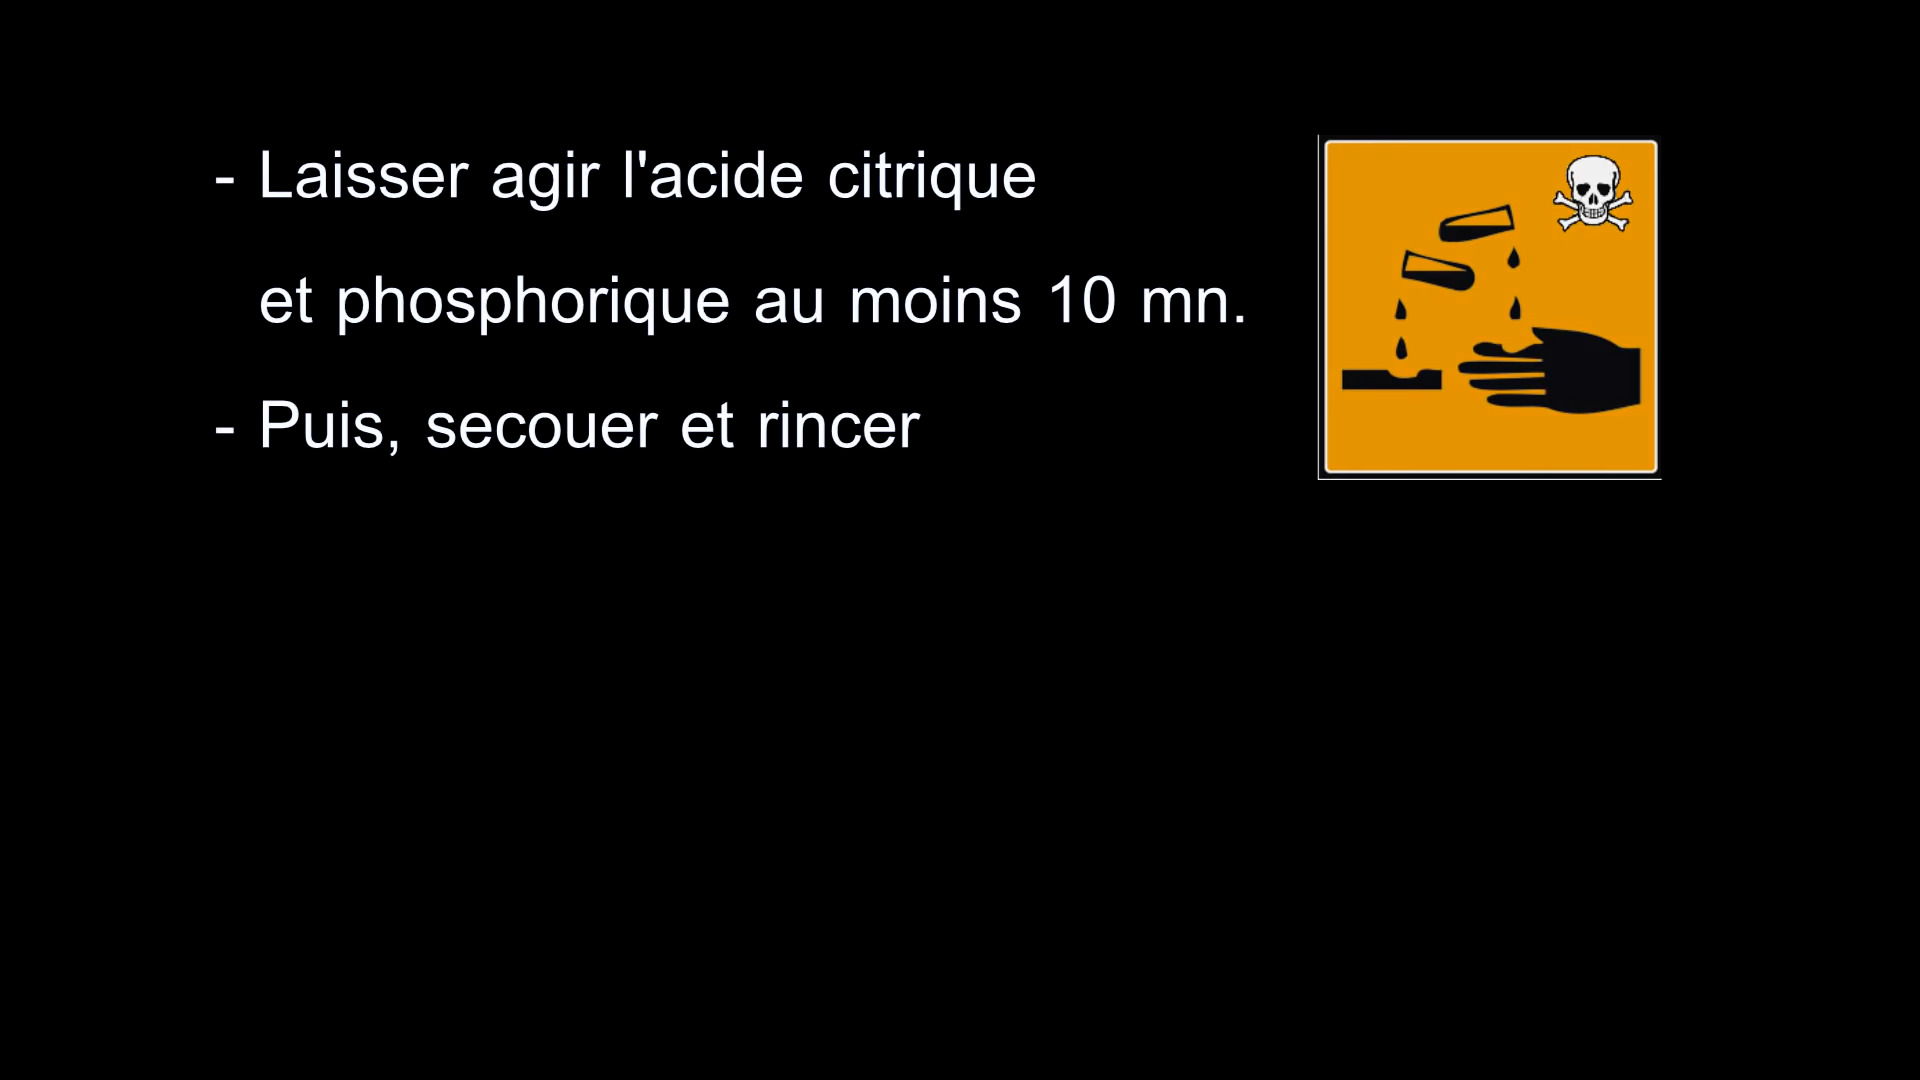 - Laisser agir l'acide citrique
et phosphorique au moins 10 mn.
- Puis, secouer et rincer